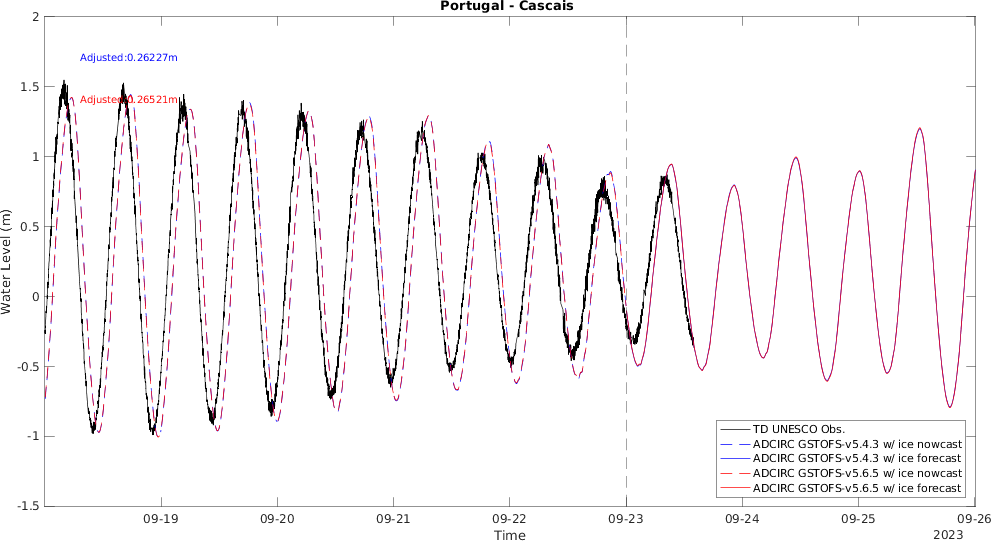 Portugal - Cascais
2
1.5
1
0.5
0
-0.5
-1
-1.5
Water Level (m)
Adjusted:0.26227m
Adjusted:0.26521m
TD UNESCO Obs.
ADCIRC GSTOFS-v5.4.3 w/ ice nowcast
ADCIRC GSTOFS-v5.4.3 w/ ice forecast
ADCIRC GSTOFS-v5.6.5 w/ ice nowcast
ADCIRC GSTOFS-v5.6.5 w/ ice forecast
09-19 09-20 09-21 09-22 09-23 09-24 09-25 09-26
Time
2023